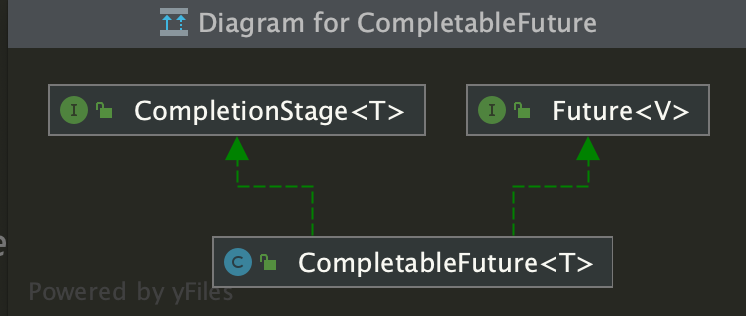 Diagram for CompletableFuture
I CompletionStage<T>
I Future<V>
C CompletableFuture<T>
e
Powered by yFiles